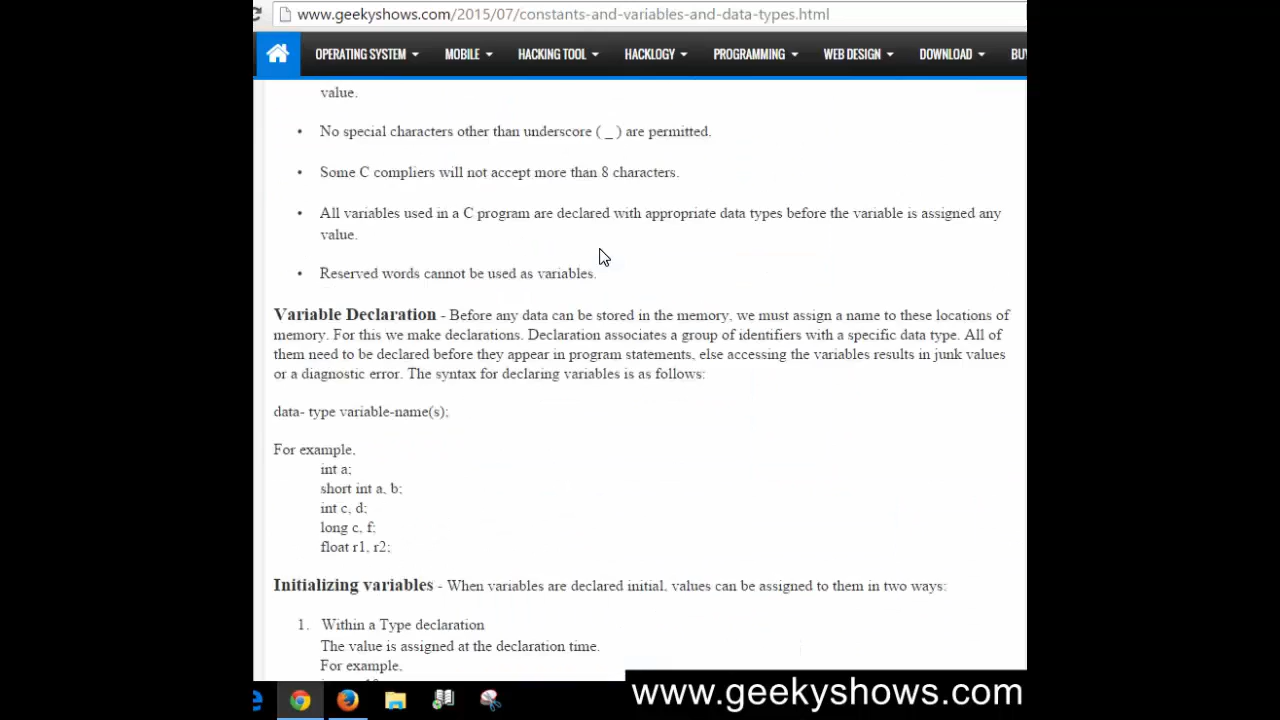 www.geekyshows.com/2015/07/constants-and-variables-and-data-types.html
OPERATING SYSTEM MOBILE HACKING TOOL HACKLOGY PROGRAMMING WEB DESIGN DOWNLOAD BU
value.
• No special characters other than underscore ( _ ) are permitted.
• Some C compliers will not accept more than 8 characters.
• All variables used in a C program are declared with appropriate data types before the variable is assigned any
value.
• Reserved words cannot be used as variables.
Variable Declaration - Before any data can be stored in the memory, we must assign a name to these locations of
memory. For this we make declarations. Declaration associates a group of identifiers with a specific data type. All of
them need to be declared before they appear in program statements, else accessing the variables results in junk values
or a diagnostic error. The syntax for declaring variables is as follows:
data- type variable-name(s);
For example,
int a;
short int a, b;
int c, d;
long c, f;
float r1, r2;
Initializing variables - When variables are declared initial, values can be assigned to them in two ways:
1. Within a Type declaration
The value is assigned at the declaration time.
For example,
www.geekyshows.com